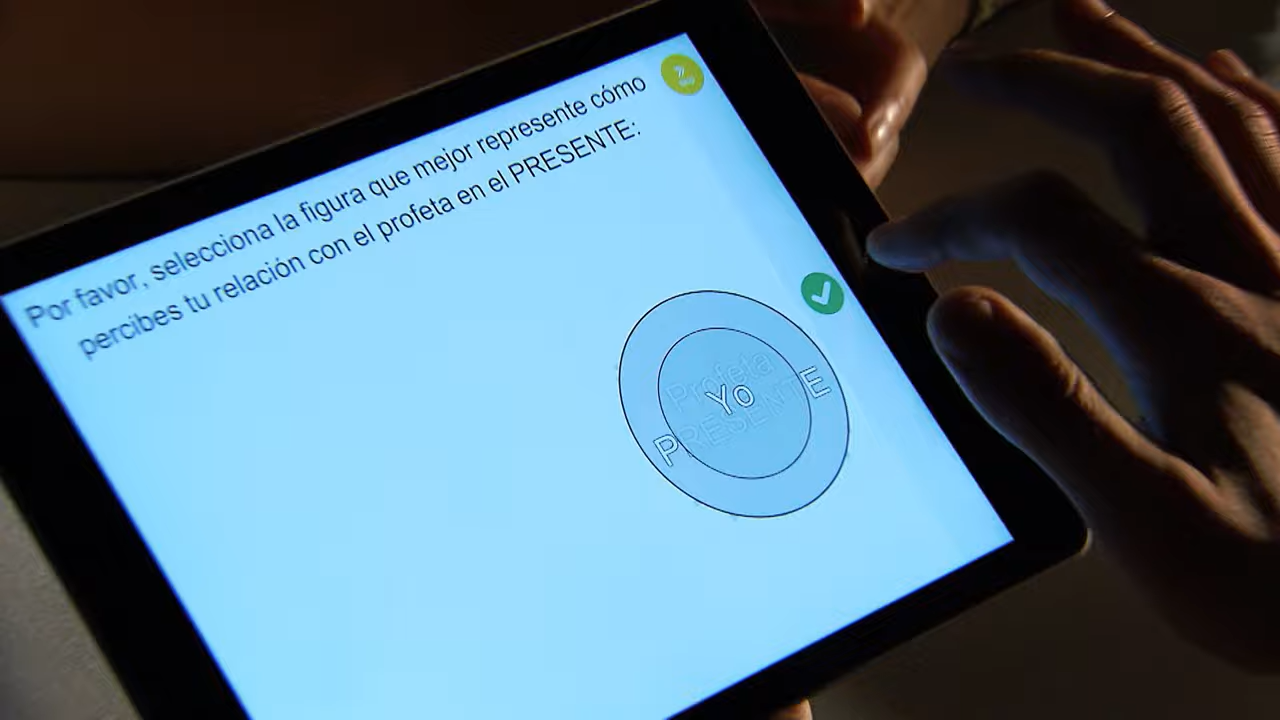 Por favor, selecciona la figura que mejor represente cómo
percibes tu relación con el profeta en el PRESENTE:
Profeta
Yo
PRESENTE